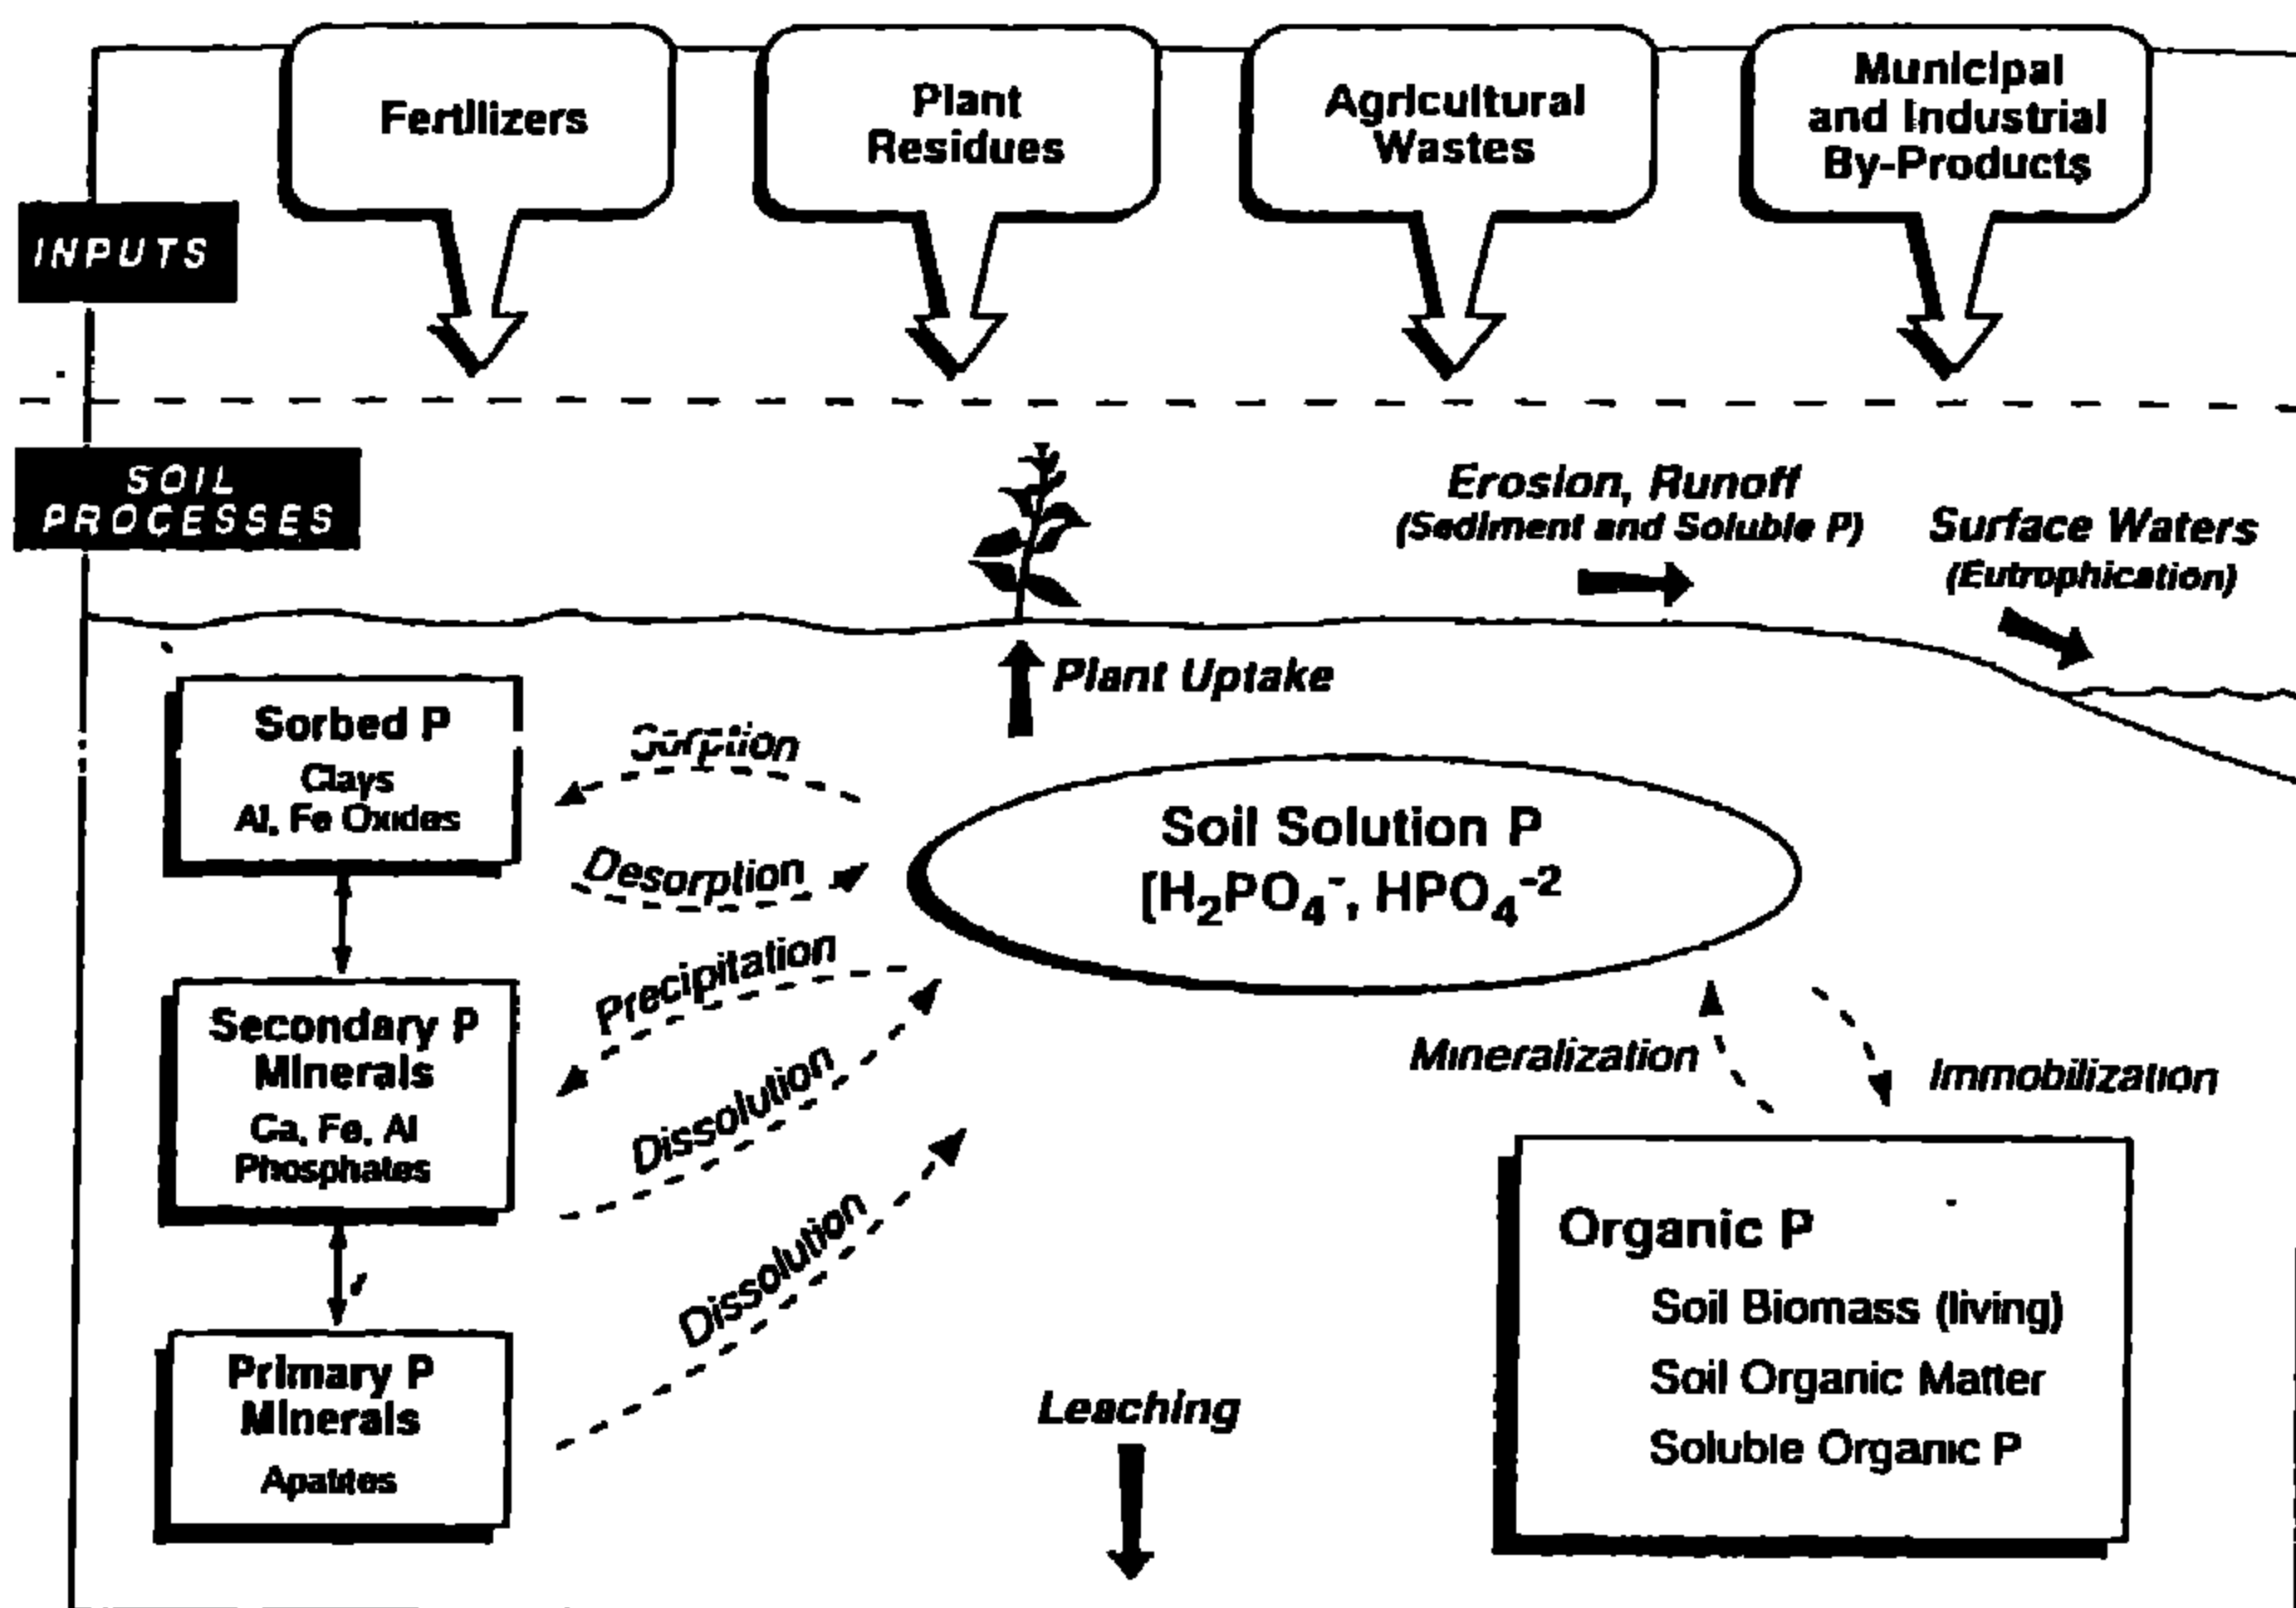 Fertilizers
Plant
Residues
Agricultural
Wastes
Municipal
and Industrial
By-Products
INPUTS
SOIL
PROCESSES
Erosion, Runoff
(Sediment and Soluble P)
Surface Waters
(Eutrophication)
Plant Uptake
Sorbed P
Clays
Al, Fe Oxides
Sorption
Desorption
Soil Solution P
[H₂PO₄⁻, HPO₄⁻²
Precipitation
Secondary P
Minerals
Ca, Fe, Al
Phosphates
Dissolution
Mineralization
Immobilization
Dissolution
Primary P
Minerals
Apatites
Leaching
Organic P
Soil Biomass (living)
Soil Organic Matter
Soluble Organic P